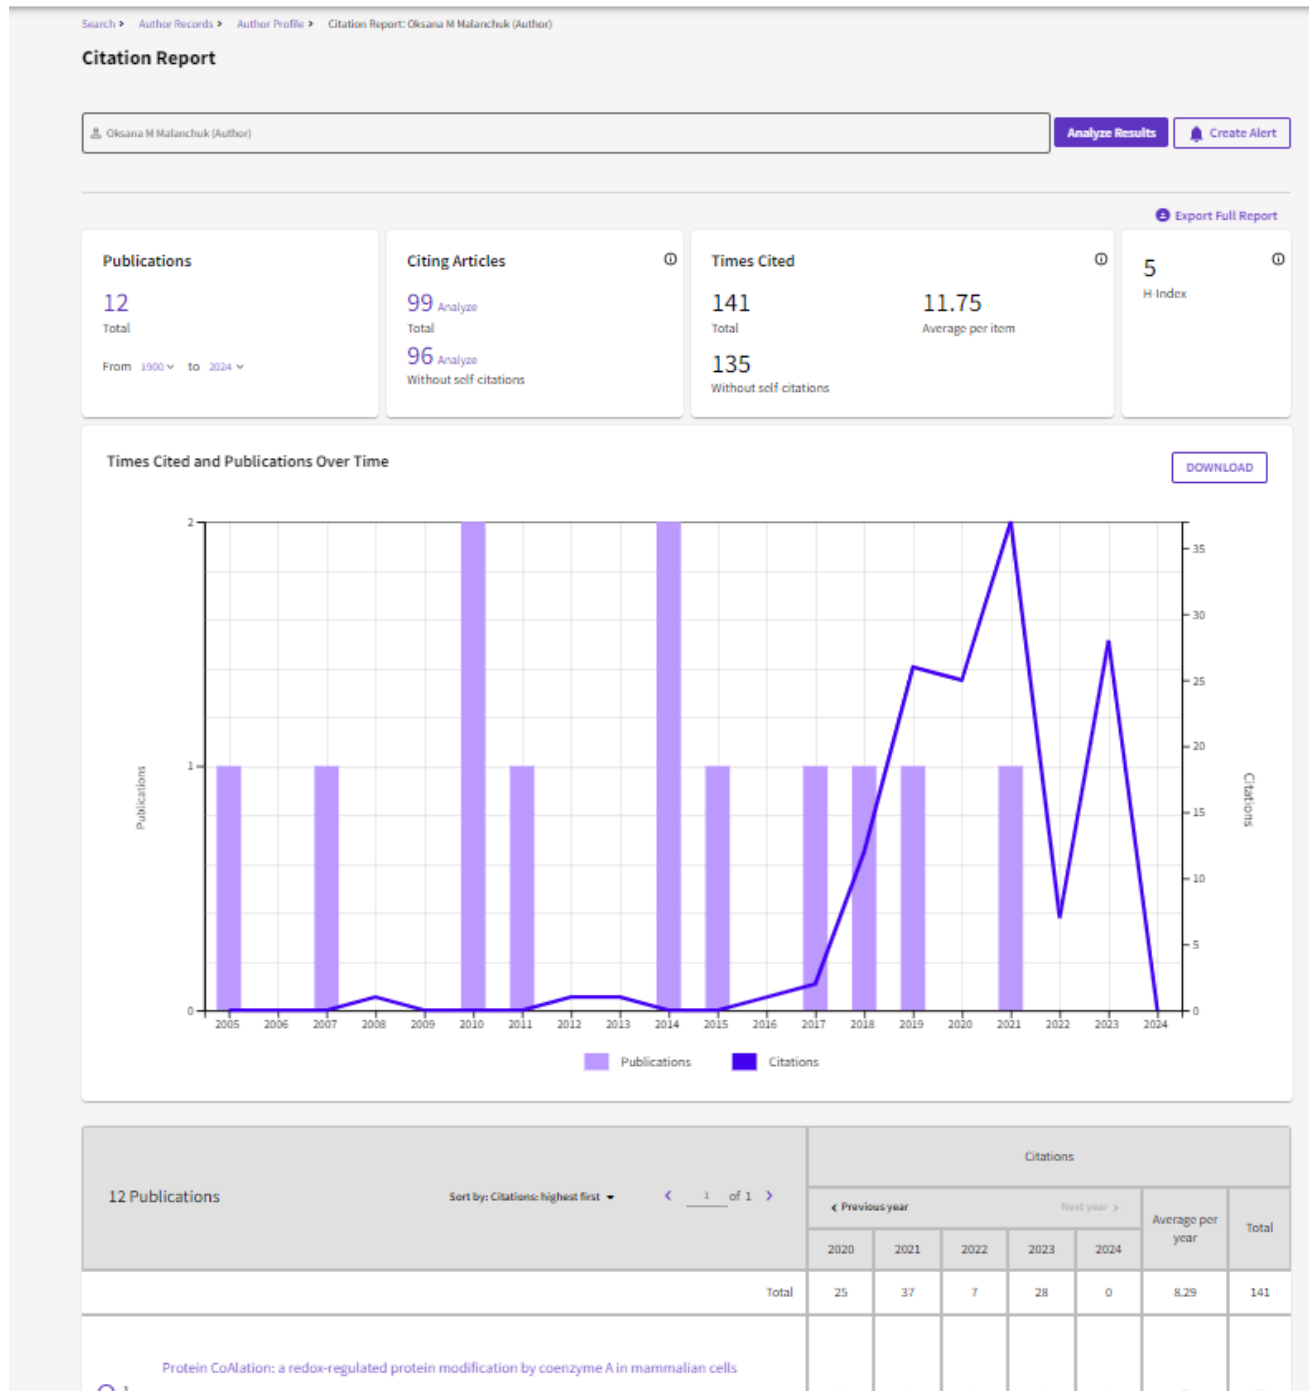 Search > Author Records > Author Profile > Citation Report: Oksana M Malanchuk (Author)
Citation Report
Oksana M Malanchuk (Author)
Analyze Results
Create Alert
Export Full Report
Publications
12
Total
From 1900 to 2024
Citing Articles
99 Analyze
Total
96 Analyze
Without self citations
Times Cited
141
Total
11.75
Average per item
135
Without self citations
5
H-Index
Times Cited and Publications Over Time
DOWNLOAD
2
1
0
Publications
35
30
25
20
15
10
5
0
Citations
2005 2006 2007 2008 2009 2010 2011 2012 2013 2014 2015 2016 2017 2018 2019 2020 2021 2022 2023 2024
Publications Citations
12 Publications
Sort by: Citations: highest first
< 1 of 1 >
Citations
< Previous year Next year >
Average per year
Total
2020 2021 2022 2023 2024
Total 25 37 7 28 0 8.29 141
Protein CoAlation: a redox-regulated protein modification by coenzyme A in mammalian cells